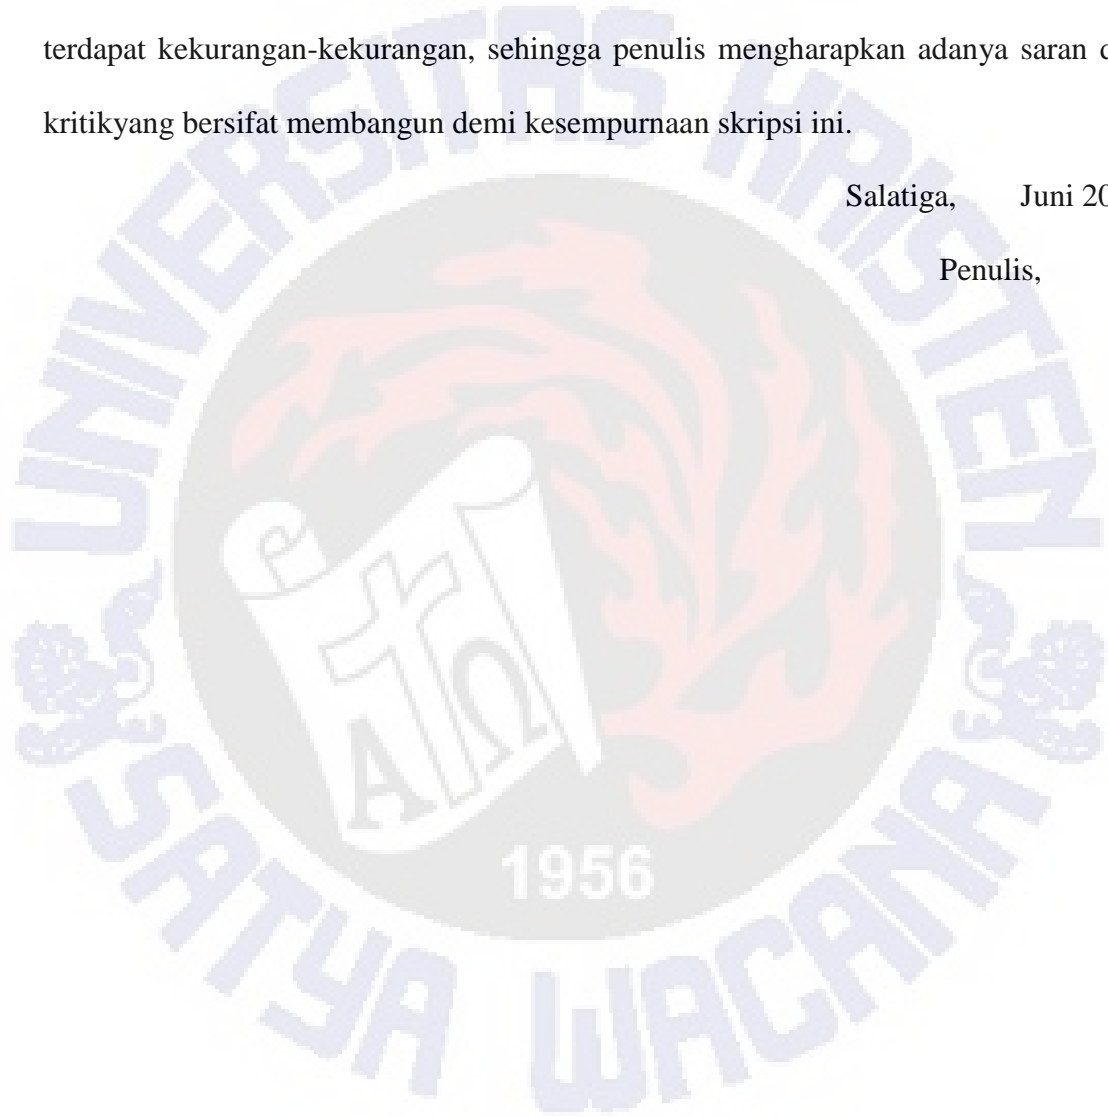 terdapat kekurangan-kekurangan, sehingga penulis mengharapkan adanya saran
kritikyang bersifat membangun demi kesempurnaan skripsi ini.
Salatiga, Juni
Penulis,
UNIVERSITAS KRISTEN
A Ω
1956
SATYA WACANA